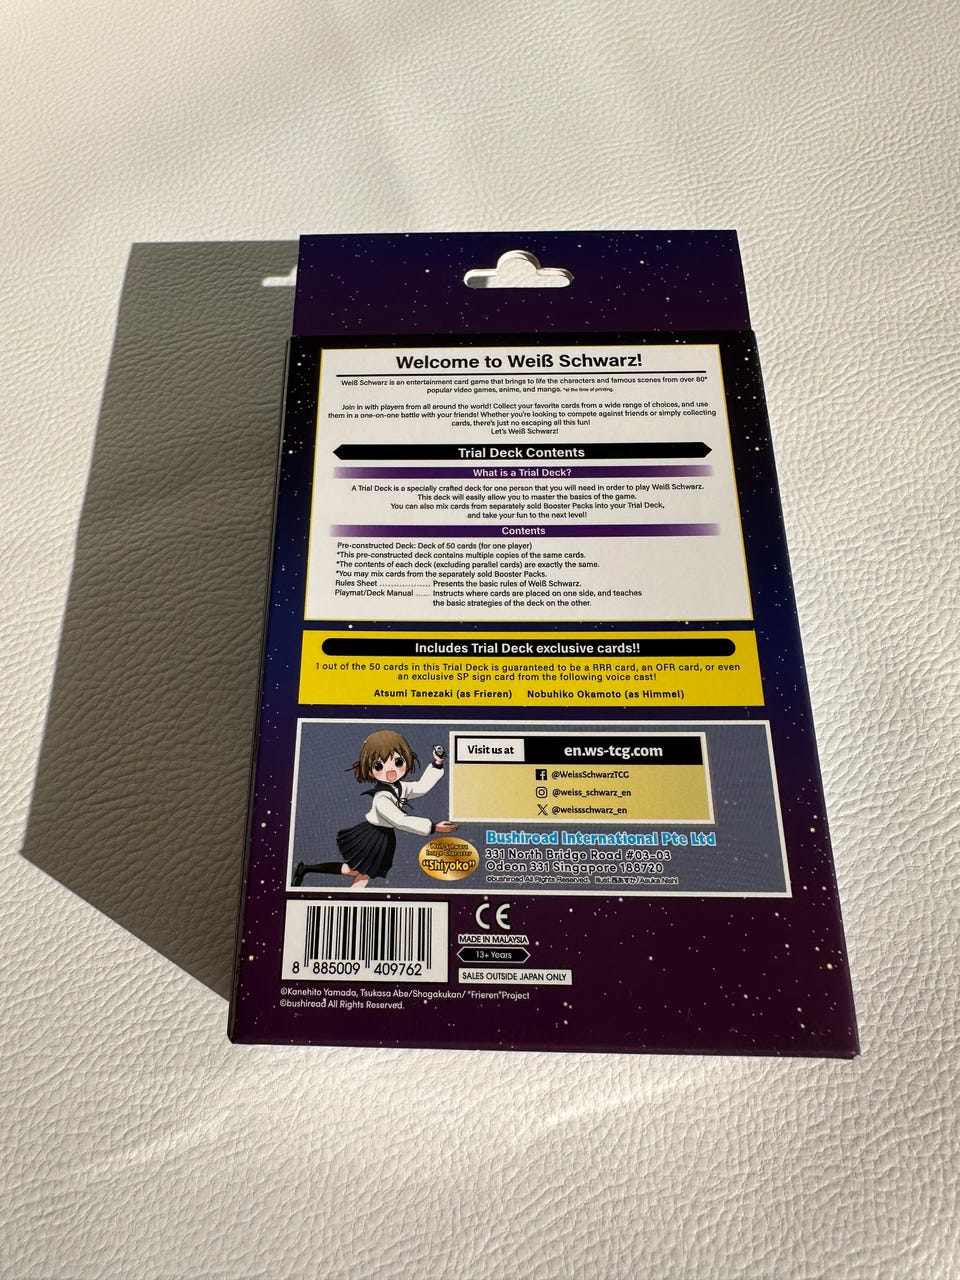 Welcome to Weiß Schwarz!
Weiß Schwarz is an entertainment card game that brings to life the characters and famous scenes from over 80*
popular video games, anime, and manga. *at the time of printing.
Join in with players from all around the world! Collect your favorite cards from a wide range of choices, and use
them in a one-on-one battle with your friends! Whether you're looking to compete against friends or simply collecting
cards, there's just no escaping all this fun!
Let's Weiß Schwarz!
Trial Deck Contents
What is a Trial Deck?
A Trial Deck is a specially crafted deck for one person that you will need in order to play Weiß Schwarz.
This deck will easily allow you to master the basics of the game.
You can also mix cards from separately sold Booster Packs into your Trial Deck,
and take your fun to the next level!
Contents
Pre-constructed Deck: Deck of 50 cards (for one player)
*This pre-constructed deck contains multiple copies of the same cards.
*The contents of each deck (excluding parallel cards) are exactly the same.
*You may mix cards from the separately sold Booster Packs.
Rules Sheet .................. Presents the basic rules of Weiß Schwarz.
Playmat/Deck Manual ..... Instructs where cards are placed on one side, and teaches
the basic strategies of the deck on the other.
Includes Trial Deck exclusive cards!!
1 out of the 50 cards in this Trial Deck is guaranteed to be a RRR card, an OFR card, or even
an exclusive SP sign card from the following voice cast!
Atsumi Tanezaki (as Frieren) Nobuhiko Okamoto (as Himmel)
Visit us at en.ws-tcg.com
@WeissSchwarzTCG
@weiss_schwarz_en
@weissschwarz_en
Weiß Schwarz
Image Character
"Shiyoko"
Bushiroad International Pte Ltd
331 North Bridge Road #03-03
Odeon 331 Singapore 188720
©bushiroad All Rights Reserved. Illust /Asuka Nishi
8 885009 409762
CE
MADE IN MALAYSIA
13+ Years
SALES OUTSIDE JAPAN ONLY
©Kanehito Yamada, Tsukasa Abe/Shogakukan/ "Frieren"Project
©bushiroad All Rights Reserved.